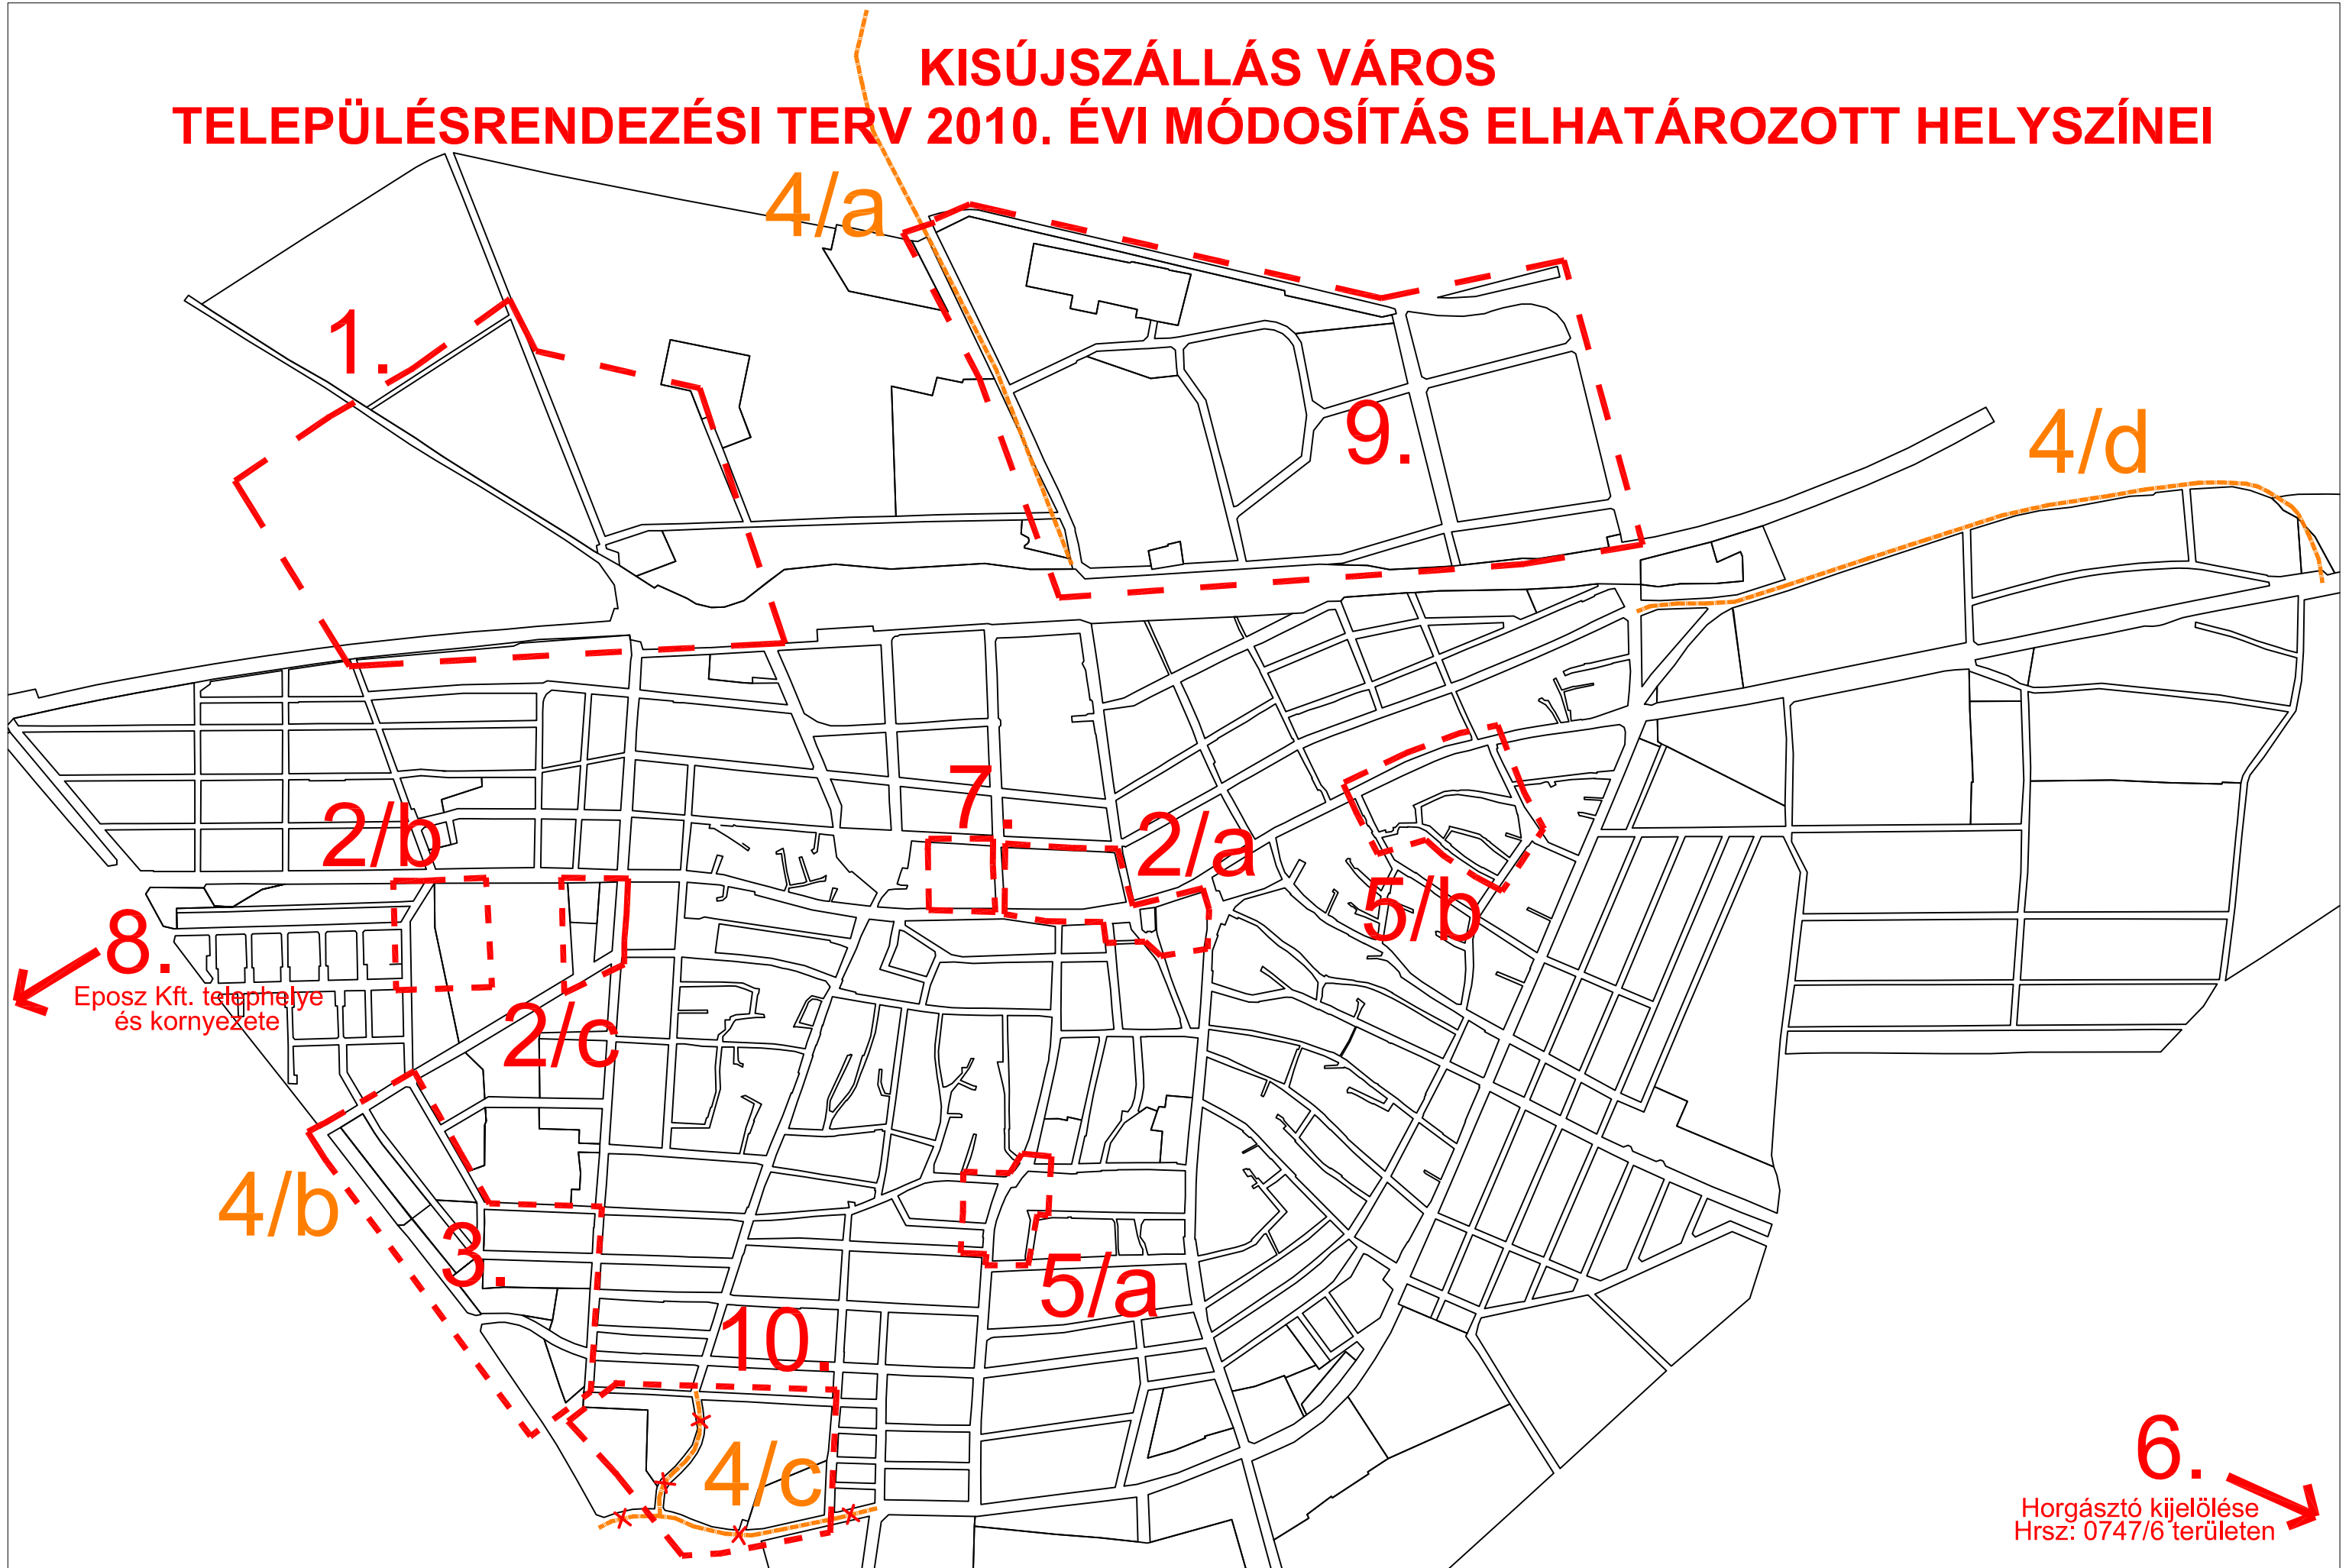 KISÚJSZÁLLÁS VÁROS
TELEPÜLÉSRENDEZÉSI TERV 2010. ÉVI MÓDOSÍTÁS ELHATÁROZOTT HELYSZÍNEI
4/a
1.
9.
4/d
7.
2/b
2/a
5/b
8.
Eposz Kft. telephelye
és kornyezete
2/c
4/b
3.
5/a
10.
4/c
6.
Horgásztó kijelölése
Hrsz: 0747/6 területen